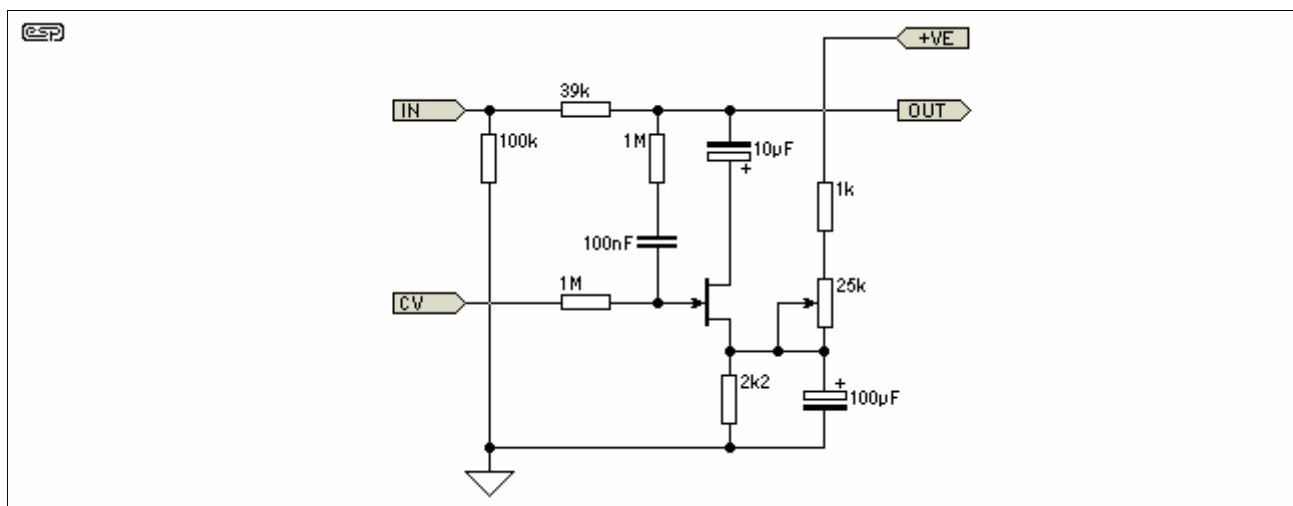 esp
+VE
39k
IN
OUT
100k
1M
10µF
+
1k
100nF
1M
25k
CV
2k2
+
100µF